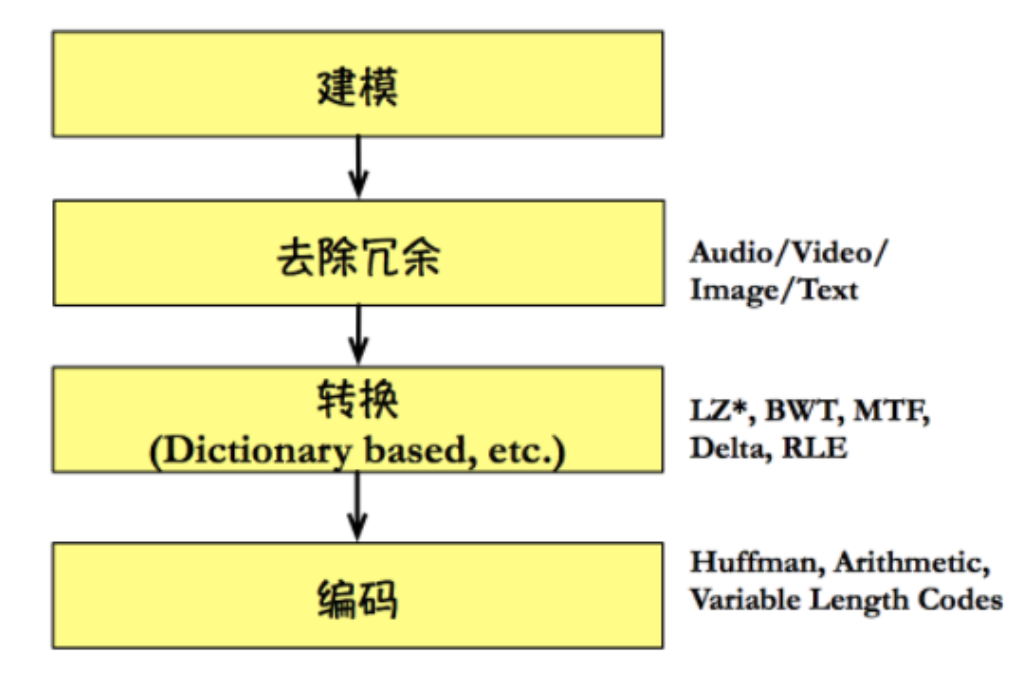 建模
去除冗余
Audio/Video/
Image/Text
转换
(Dictionary based, etc.)
LZ*, BWT, MTF,
Delta, RLE
编码
Huffman, Arithmetic,
Variable Length Codes